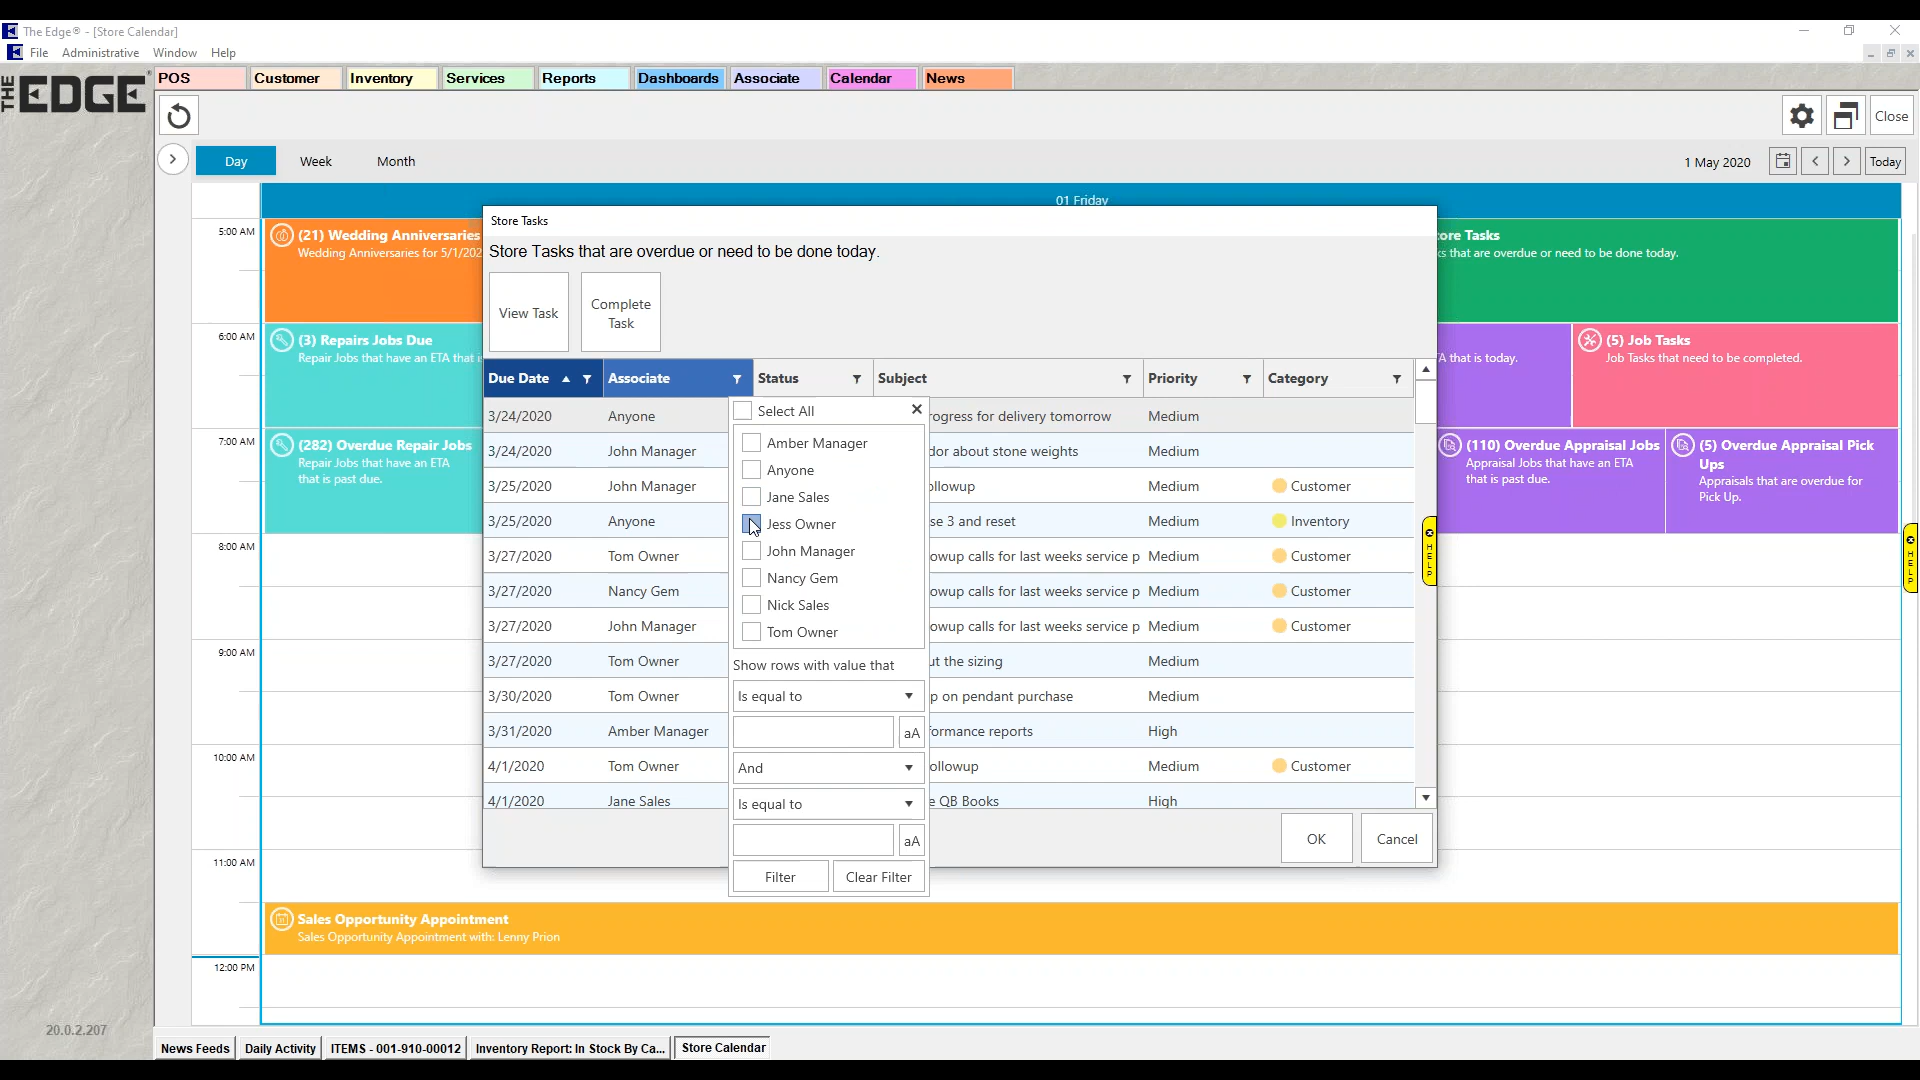 The Edge® - [Store Calendar]
File Administrative Window Help
THE EDGE®
POS Customer Inventory Services Reports Dashboards Associate Calendar News
Close
Day Week Month 1 May 2020 Today
01 Friday
5:00 AM
6:00 AM
7:00 AM
8:00 AM
9:00 AM
10:00 AM
11:00 AM
12:00 PM
(21) Wedding Anniversaries
Wedding Anniversaries for 5/1/202
(3) Repairs Jobs Due
Repair Jobs that have an ETA that i
(282) Overdue Repair Jobs
Repair Jobs that have an ETA
that is past due.
ore Tasks
s that are overdue or need to be done today.
A that is today.
(5) Job Tasks
Job Tasks that need to be completed.
(110) Overdue Appraisal Jobs
Appraisal Jobs that have an ETA
that is past due.
(5) Overdue Appraisal Pick
Ups
Appraisals that are overdue for
Pick Up.
Sales Opportunity Appointment
Sales Opportunity Appointment with: Lenny Prion
Store Tasks
Store Tasks that are overdue or need to be done today.
View Task
Complete
Task
Due Date Associate Status Subject Priority Category
3/24/2020 Anyone rogress for delivery tomorrow Medium
3/24/2020 John Manager dor about stone weights Medium
3/25/2020 John Manager ollowup Medium Customer
3/25/2020 Anyone se 3 and reset Medium Inventory
3/27/2020 Tom Owner owup calls for last weeks service p Medium Customer
3/27/2020 Nancy Gem owup calls for last weeks service p Medium Customer
3/27/2020 John Manager owup calls for last weeks service p Medium Customer
3/27/2020 Tom Owner ut the sizing Medium
3/30/2020 Tom Owner p on pendant purchase Medium
3/31/2020 Amber Manager formance reports High
4/1/2020 Tom Owner ollowup Medium Customer
4/1/2020 Jane Sales e QB Books High
Select All
Amber Manager
Anyone
Jane Sales
Jess Owner
John Manager
Nancy Gem
Nick Sales
Tom Owner
Show rows with value that
Is equal to
aA
And
Is equal to
aA
Filter Clear Filter
OK Cancel
HELP
HELP
20.0.2.207
News Feeds Daily Activity ITEMS - 001-910-00012 Inventory Report: In Stock By Ca... Store Calendar